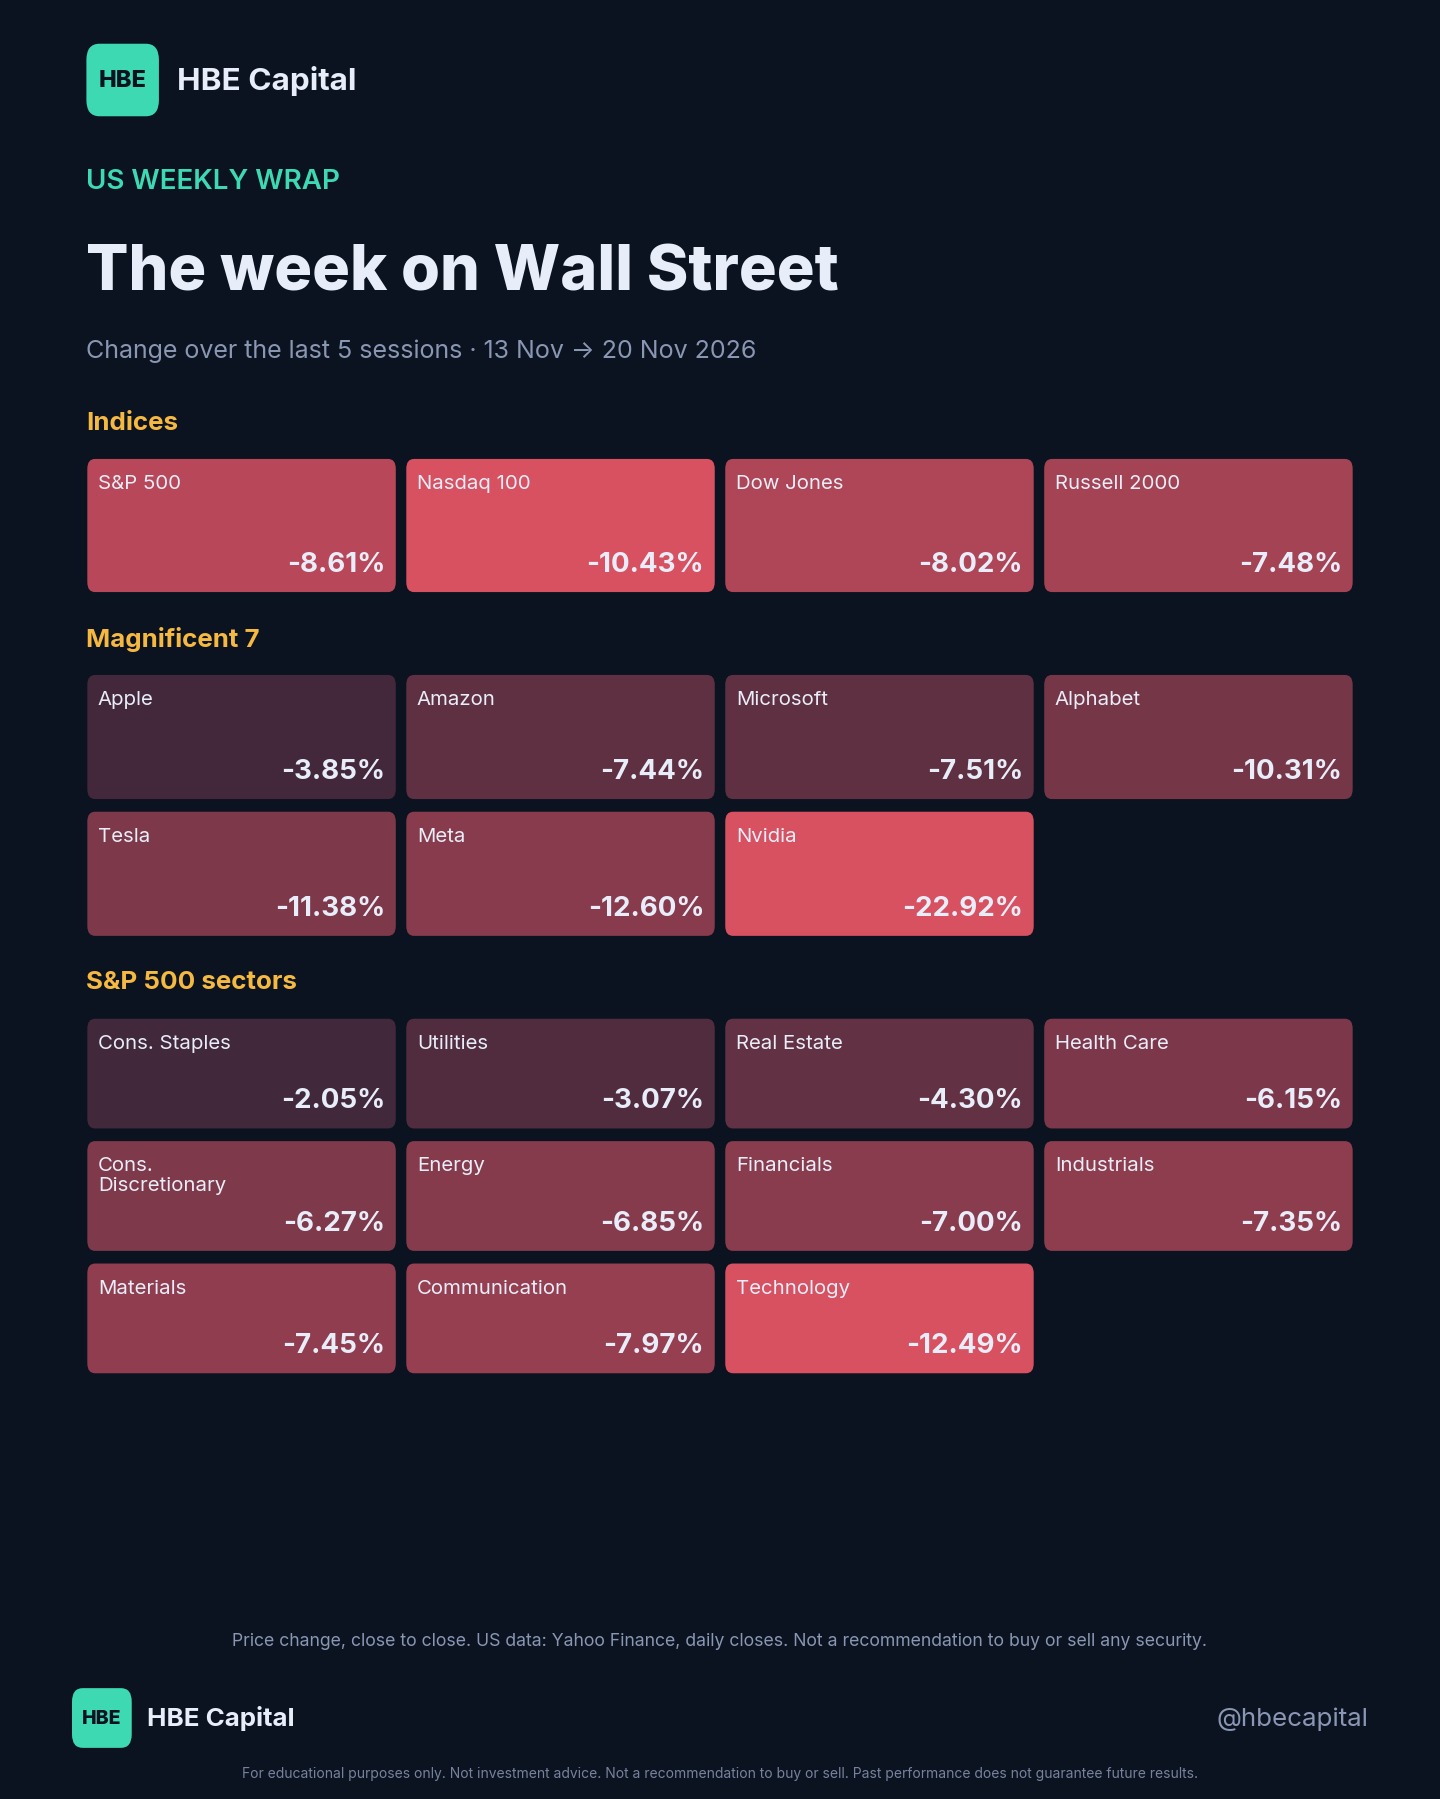 HBE
HBE Capital
US WEEKLY WRAP
The week on Wall Street
Change over the last 5 sessions · 13 Nov → 20 Nov 2026
Indices
S&P 500
-8.61%
Nasdaq 100
-10.43%
Dow Jones
-8.02%
Russell 2000
-7.48%
Magnificent 7
Apple
-3.85%
Amazon
-7.44%
Microsoft
-7.51%
Alphabet
-10.31%
Tesla
-11.38%
Meta
-12.60%
Nvidia
-22.92%
S&P 500 sectors
Cons. Staples
-2.05%
Utilities
-3.07%
Real Estate
-4.30%
Health Care
-6.15%
Cons.
Discretionary
-6.27%
Energy
-6.85%
Financials
-7.00%
Industrials
-7.35%
Materials
-7.45%
Communication
-7.97%
Technology
-12.49%
Price change, close to close. US data: Yahoo Finance, daily closes. Not a recommendation to buy or sell any security.
HBE
HBE Capital
@hbecapital
For educational purposes only. Not investment advice. Not a recommendation to buy or sell. Past performance does not guarantee future results.